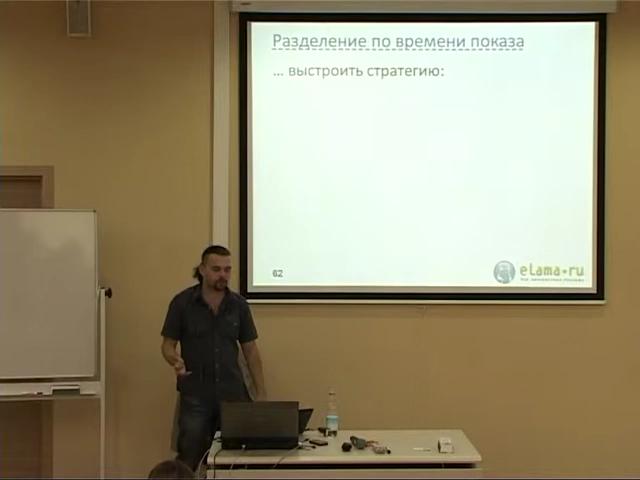 Разделение по времени показа
... выстроить стратегию:
62
eLama.ru